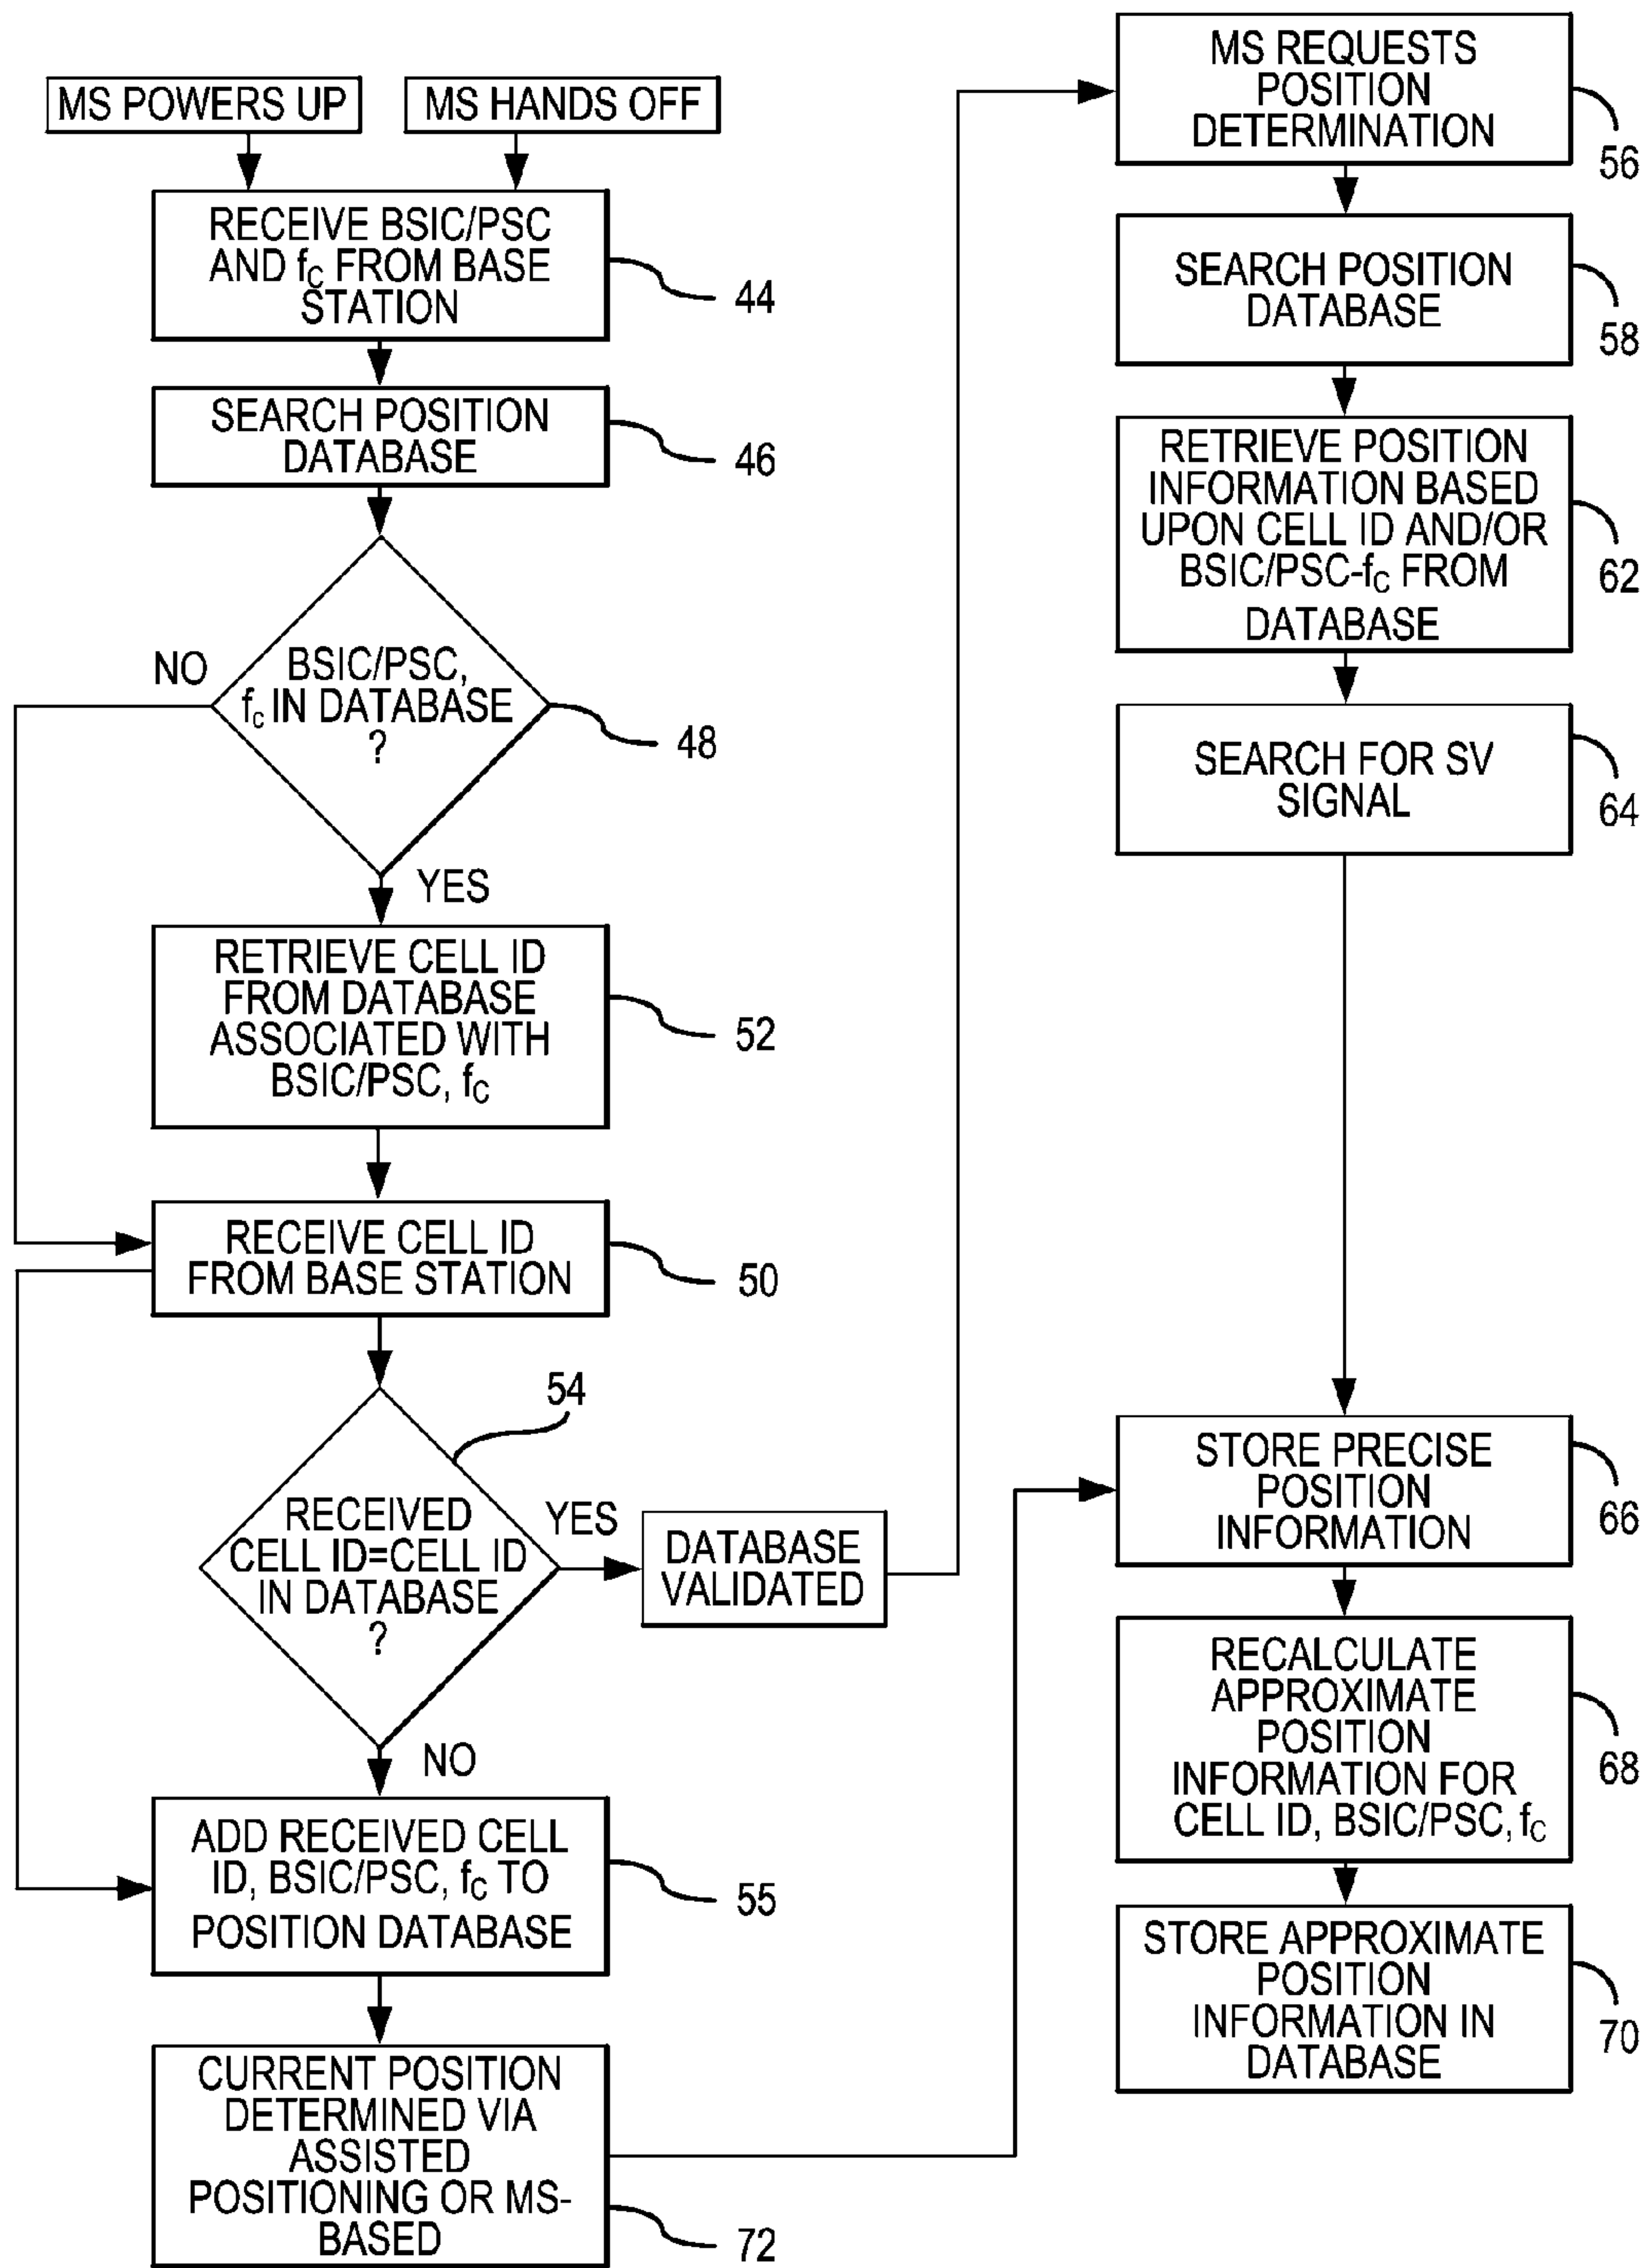 MS POWERS UP
MS HANDS OFF
RECEIVE BSIC/PSC
AND fC FROM BASE
STATION
44
SEARCH POSITION
DATABASE
46
BSIC/PSC,
fc IN DATABASE
?
NO
48
YES
RETRIEVE CELL ID
FROM DATABASE
ASSOCIATED WITH
BSIC/PSC, fC
52
RECEIVE CELL ID
FROM BASE STATION
50
54
RECEIVED
CELL ID=CELL ID
IN DATABASE
?
YES
DATABASE
VALIDATED
NO
ADD RECEIVED CELL
ID, BSIC/PSC, fC TO
POSITION DATABASE
55
CURRENT POSITION
DETERMINED VIA
ASSISTED
POSITIONING OR MS-
BASED
72
MS REQUESTS
POSITION
DETERMINATION
56
SEARCH POSITION
DATABASE
58
RETRIEVE POSITION
INFORMATION BASED
UPON CELL ID AND/OR
BSIC/PSC-fC FROM
DATABASE
62
SEARCH FOR SV
SIGNAL
64
STORE PRECISE
POSITION
INFORMATION
66
RECALCULATE
APPROXIMATE
POSITION
INFORMATION FOR
CELL ID, BSIC/PSC, fC
68
STORE APPROXIMATE
POSITION
INFORMATION IN
DATABASE
70